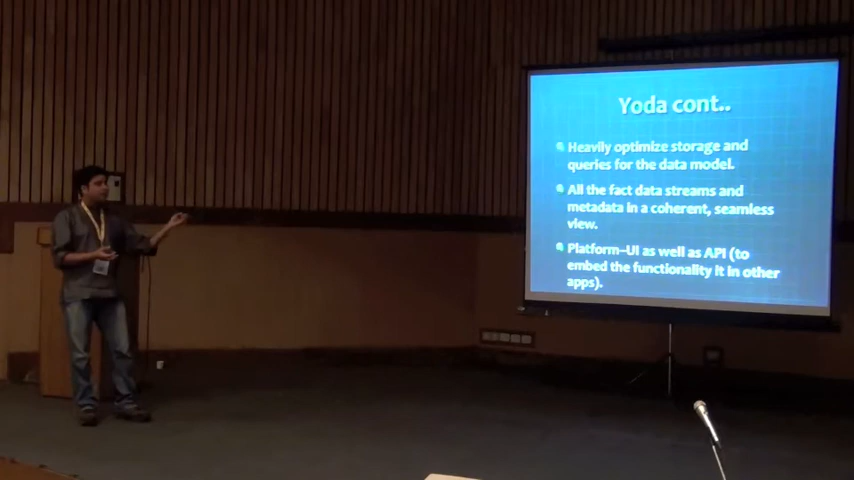 Yoda cont..
Heavily optimize storage and
queries for the data model.
All the fact data streams and
metadata in a coherent, seamless
view.
Platform–UI as well as API (to
embed the functionality it in other
apps).